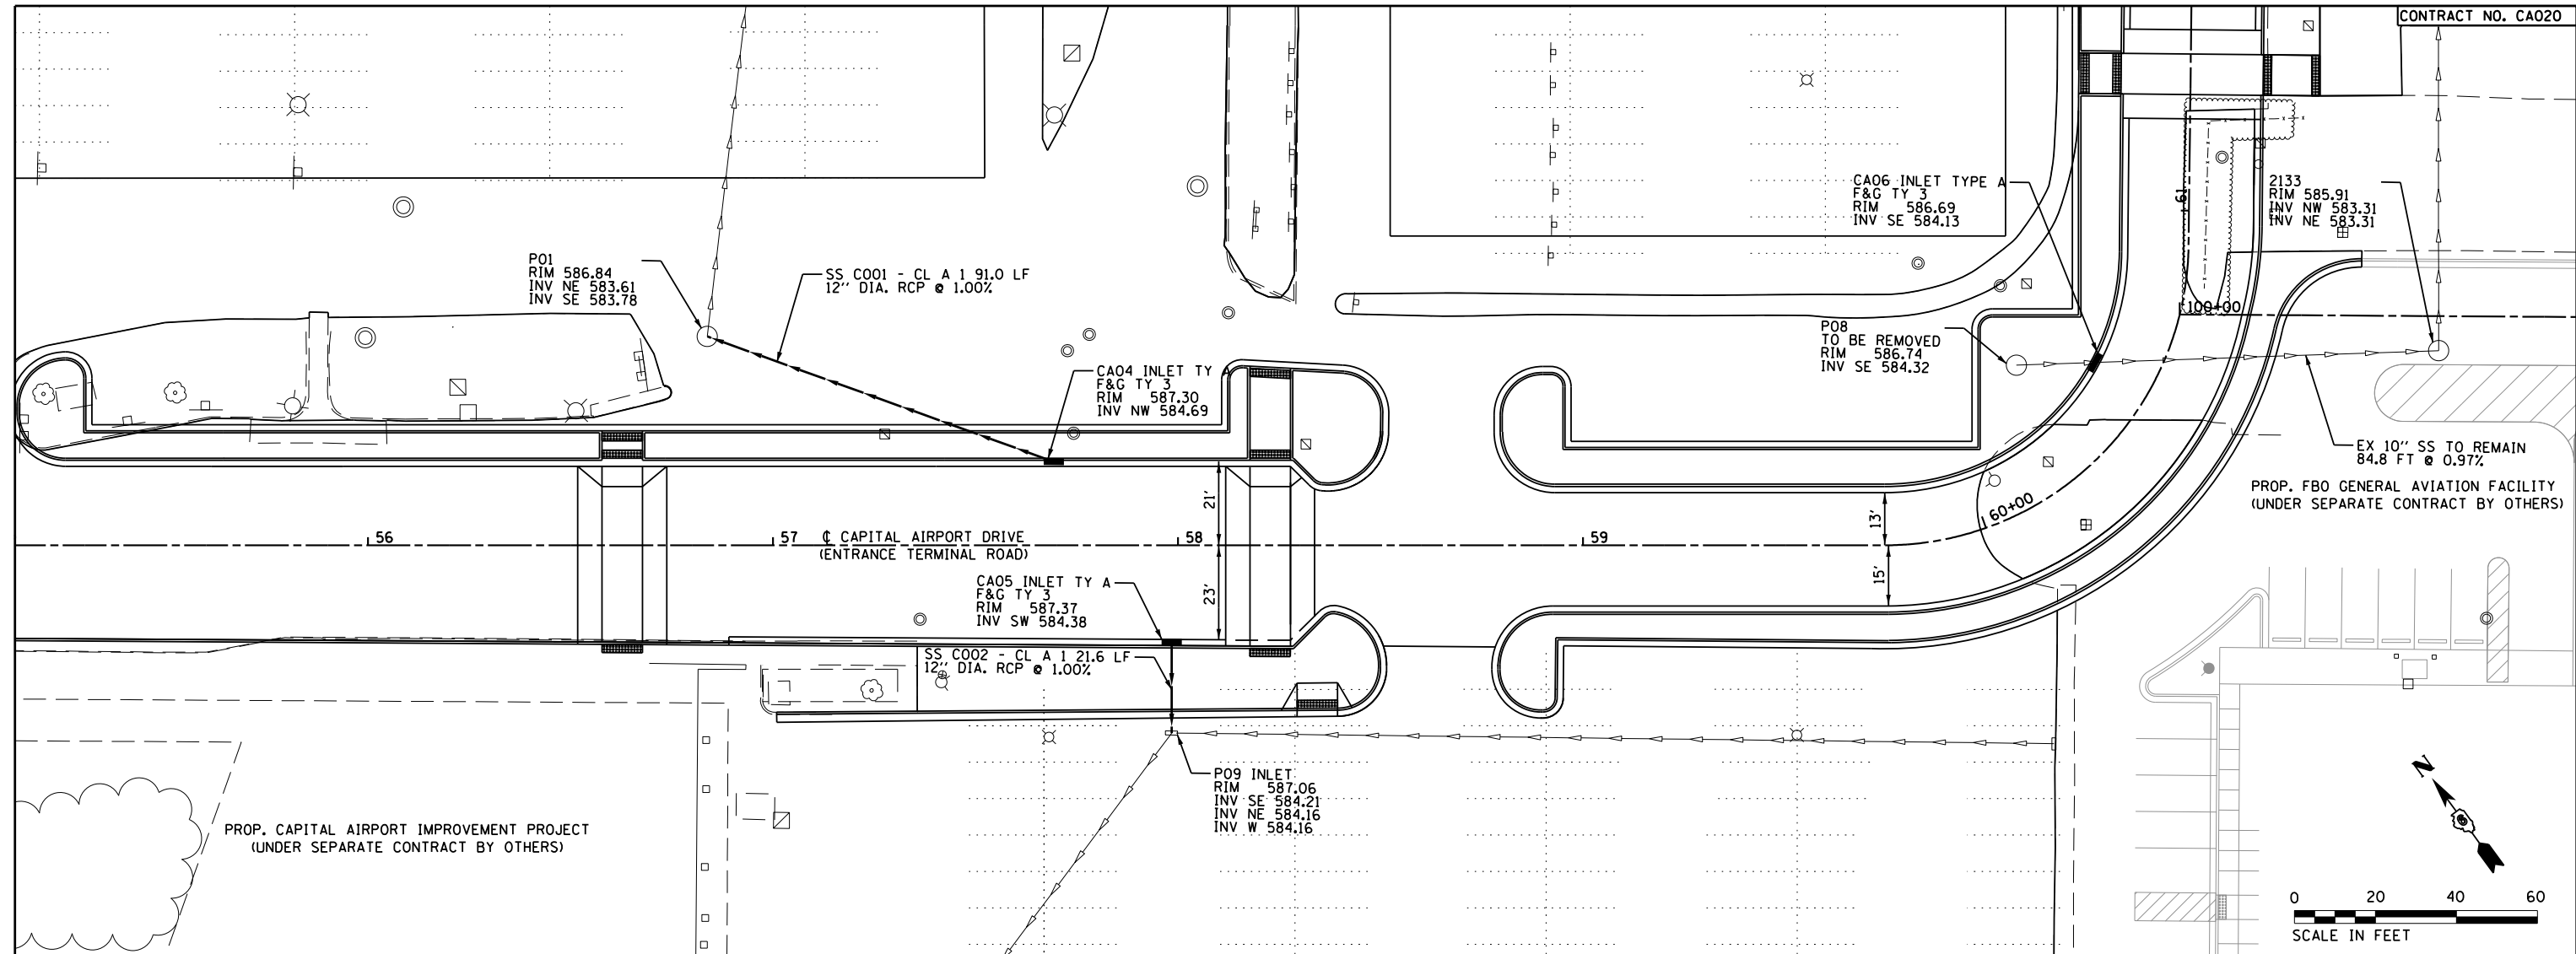 CONTRACT NO. CA020
P01
RIM 586.84
INV NE 583.61
INV SE 583.78
SS C001 - CL A 1 91.0 LF
12'' DIA. RCP @ 1.00%
CA04 INLET TY A
F&G TY 3
RIM 587.30
INV NW 584.69
CA06 INLET TYPE A
F&G TY 3
RIM 586.69
INV SE 584.13
2133
RIM 585.91
INV NW 583.31
INV NE 583.31
P08
TO BE REMOVED
RIM 586.74
INV SE 584.32
61
100+00
EX 10'' SS TO REMAIN
84.8 FT @ 0.97%
PROP. FBO GENERAL AVIATION FACILITY
(UNDER SEPARATE CONTRACT BY OTHERS)
60+00
21'
13'
56
57
℄ CAPITAL AIRPORT DRIVE
(ENTRANCE TERMINAL ROAD)
58
59
23'
15'
CA05 INLET TY A
F&G TY 3
RIM 587.37
INV SW 584.38
SS C002 - CL A 1 21.6 LF
12'' DIA. RCP @ 1.00%
P09 INLET
RIM 587.06
INV SE 584.21
INV NE 584.16
INV W 584.16
PROP. CAPITAL AIRPORT IMPROVEMENT PROJECT
(UNDER SEPARATE CONTRACT BY OTHERS)
N
0 20 40 60
SCALE IN FEET